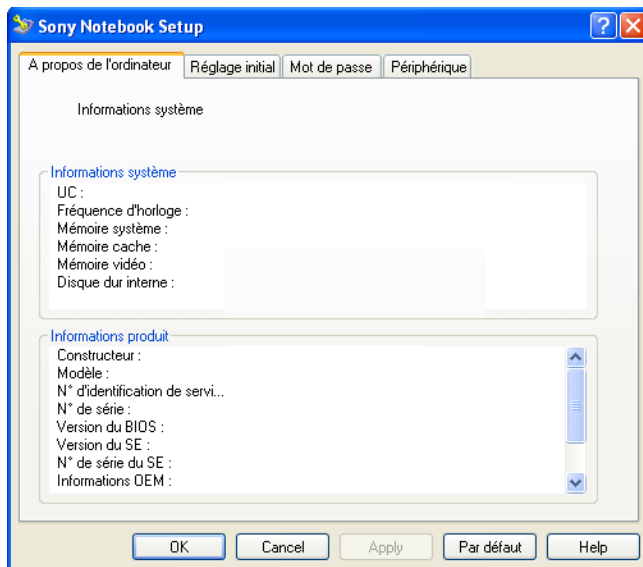 Sony Notebook Setup
A propos de l'ordinateur Réglage initial Mot de passe Périphérique
Informations système
Informations système
UC :
Fréquence d'horloge :
Mémoire système :
Mémoire cache :
Mémoire vidéo :
Disque dur interne :
Informations produit
Constructeur :
Modèle :
N° d'identification de servi...
N° de série :
Version du BIOS :
Version du SE :
N° de série du SE :
Informations OEM :
OK Cancel Apply Par défaut Help